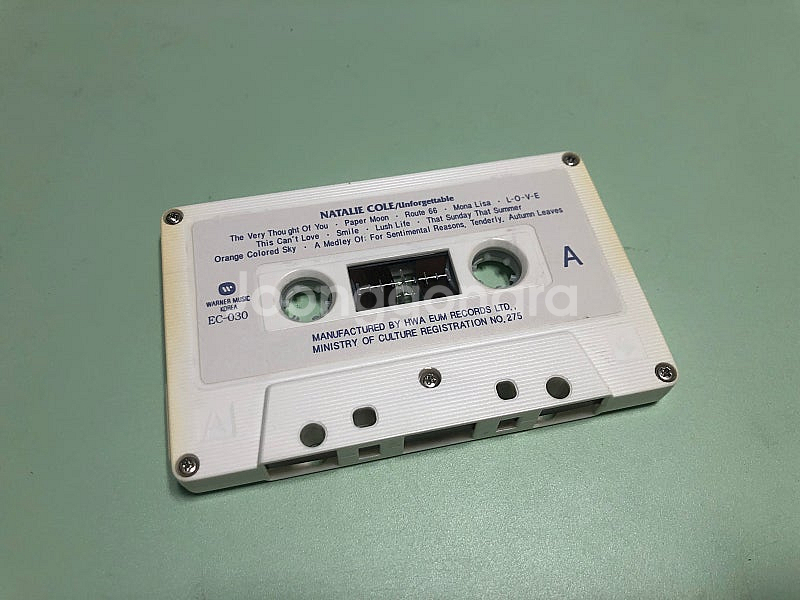 NATALIE COLE/Unforgettable
The Very Thought Of You · Paper Moon · Route 66 · Mona Lisa · L-O-V-E
This Can't Love · Smile · Lush Life · That Sunday That Summer
Orange Colored Sky · A Medley Of: For Sentimental Reasons, Tenderly, Autumn Leaves
A
WARNER MUSIC
KOREA
EC-030
Joonggonara
MANUFACTURED BY HWA EUM RECORDS LTD.,
MINISTRY OF CULTURE REGISTRATION NO. 275
A